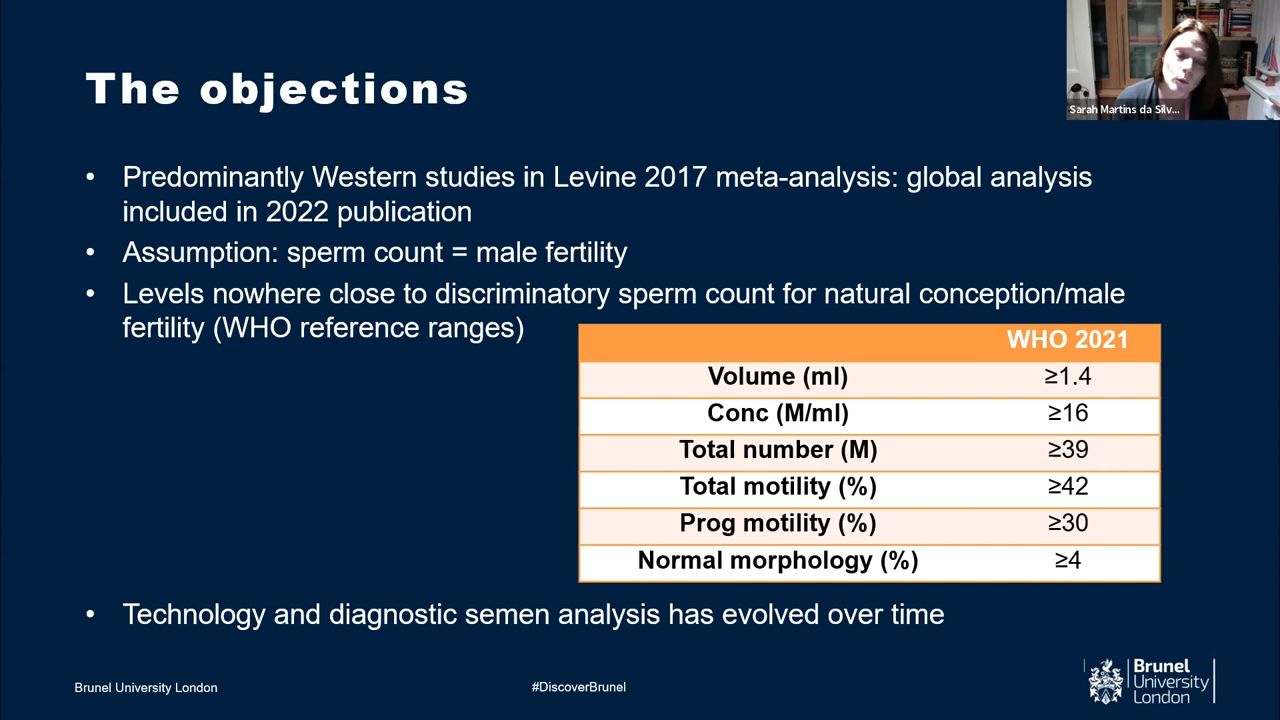 The objections
Sarah Martins da Silv...
• Predominantly Western studies in Levine 2017 meta-analysis: global analysis
included in 2022 publication
• Assumption: sperm count = male fertility
• Levels nowhere close to discriminatory sperm count for natural conception/male
fertility (WHO reference ranges)
WHO 2021
Volume (ml) ≥1.4
Conc (M/ml) ≥16
Total number (M) ≥39
Total motility (%) ≥42
Prog motility (%) ≥30
Normal morphology (%) ≥4
• Technology and diagnostic semen analysis has evolved over time
Brunel University London
#DiscoverBrunel
Brunel
University
London